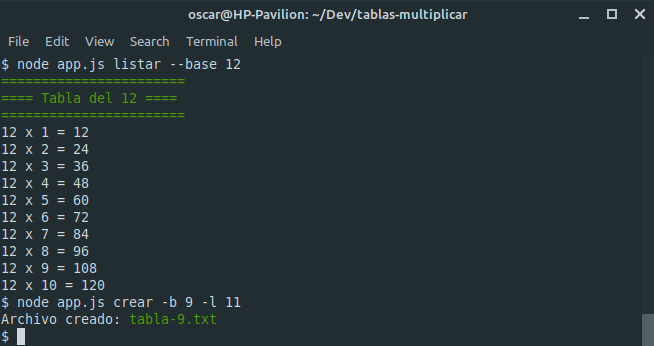 oscar@HP-Pavilion: ~/Dev/tablas-multiplicar
File Edit View Search Terminal Help
$ node app.js listar --base 12
=======================
==== Tabla del 12 ====
=======================
12 x 1 = 12
12 x 2 = 24
12 x 3 = 36
12 x 4 = 48
12 x 5 = 60
12 x 6 = 72
12 x 7 = 84
12 x 8 = 96
12 x 9 = 108
12 x 10 = 120
$ node app.js crear -b 9 -l 11
Archivo creado: tabla-9.txt
$